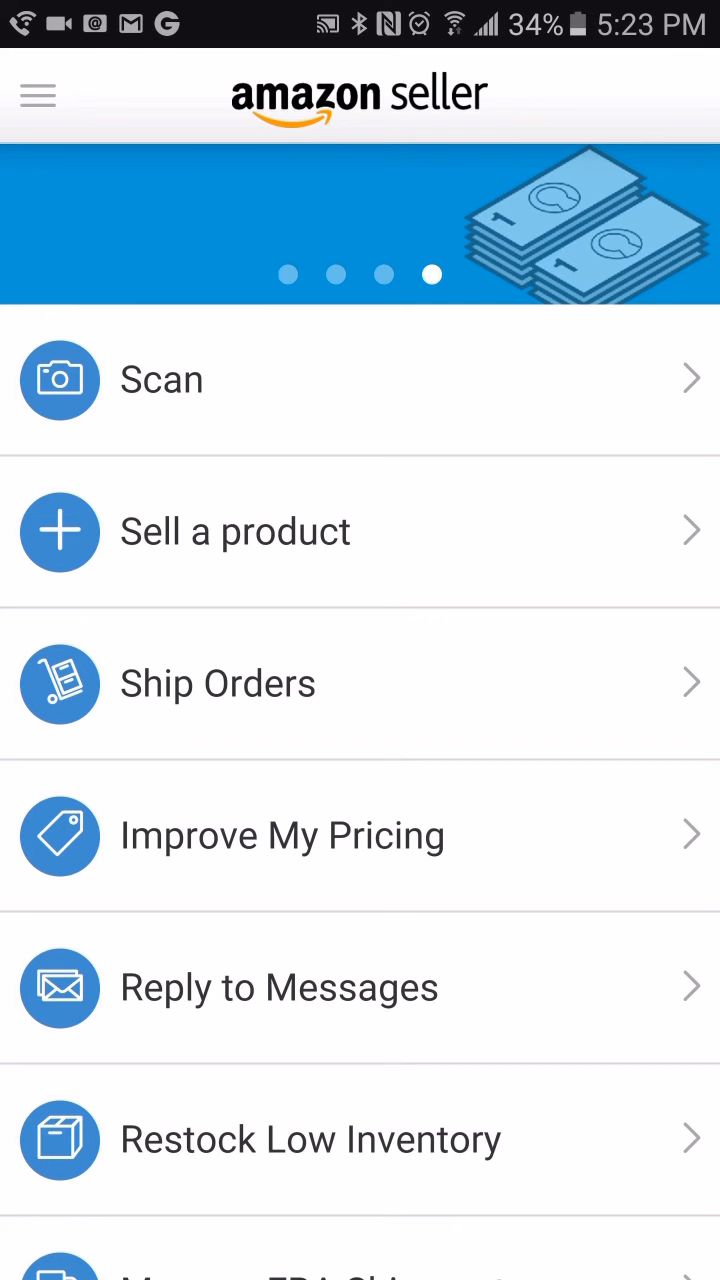 34% 5:23 PM
amazon seller
Scan
Sell a product
Ship Orders
Improve My Pricing
Reply to Messages
Restock Low Inventory